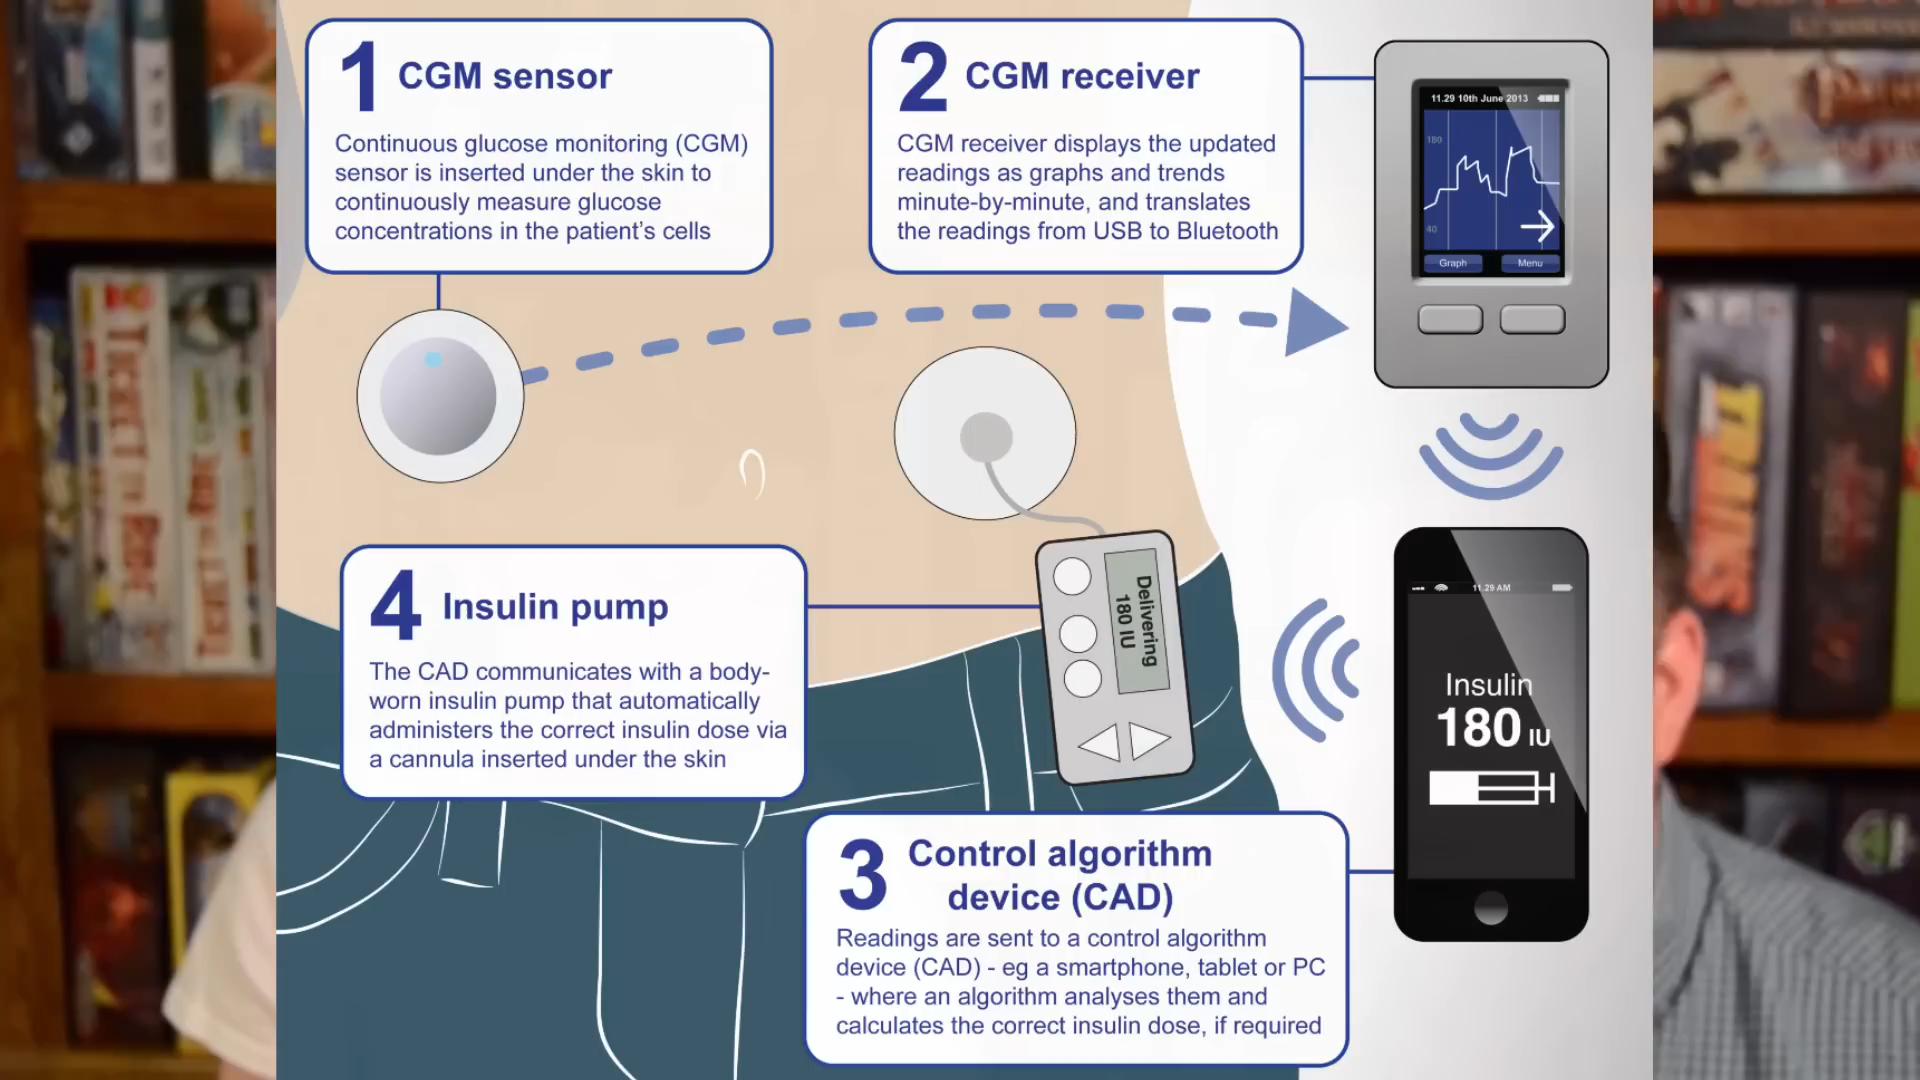 1 CGM sensor
Continuous glucose monitoring (CGM)
sensor is inserted under the skin to
continuously measure glucose
concentrations in the patient's cells
2 CGM receiver
CGM receiver displays the updated
readings as graphs and trends
minute-by-minute, and translates
the readings from USB to Bluetooth
11.29 10th June 2013
180
40
Graph
Menu
4 Insulin pump
The CAD communicates with a body-
worn insulin pump that automatically
administers the correct insulin dose via
a cannula inserted under the skin
Delivering
180 IU
11.29 AM
Insulin
180 IU
3 Control algorithm
device (CAD)
Readings are sent to a control algorithm
device (CAD) - eg a smartphone, tablet or PC
- where an algorithm analyses them and
calculates the correct insulin dose, if required
TICKET TO RIDE
TICKET TO RIDE